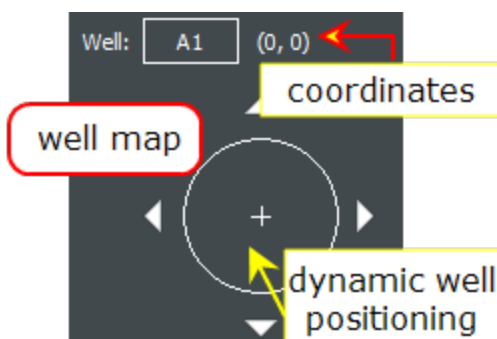 Well: A1 (0, 0)
coordinates
well map
dynamic well
positioning